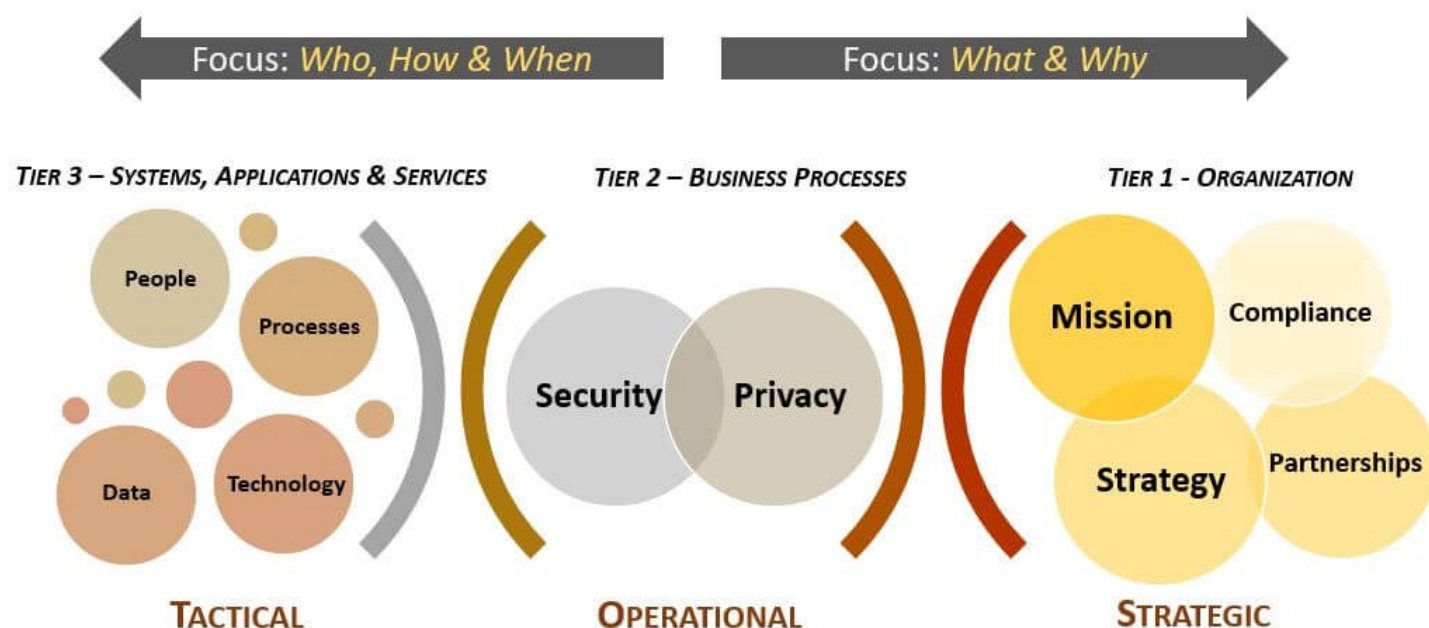 Focus: Who, How & When
Focus: What & Why
TIER 3 – SYSTEMS, APPLICATIONS & SERVICES
TIER 2 – BUSINESS PROCESSES
TIER 1 - ORGANIZATION
People
Processes
Data
Technology
Security
Privacy
Mission
Compliance
Strategy
Partnerships
TACTICAL
OPERATIONAL
STRATEGIC